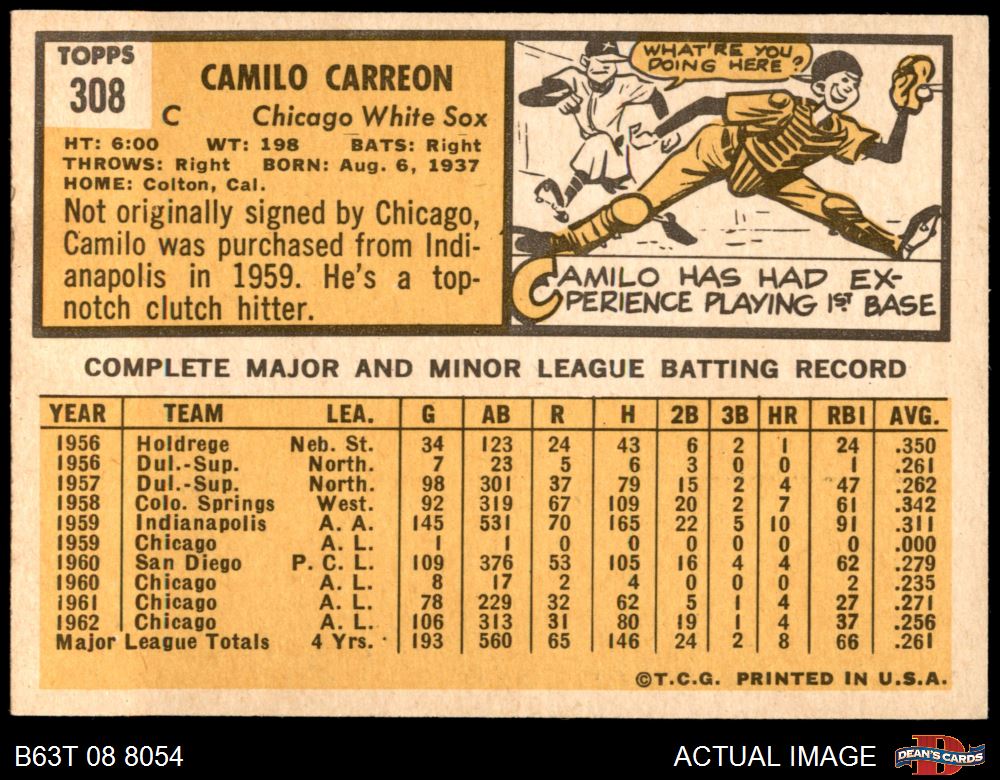 TOPPS
308
CAMILO CARREON
C Chicago White Sox
HT: 6:00 WT: 198 BATS: Right
THROWS: Right BORN: Aug. 6, 1937
HOME: Colton, Cal.
Not originally signed by Chicago,
Camilo was purchased from Indi-
anapolis in 1959. He's a top-
notch clutch hitter.
WHAT'RE YOU
DOING HERE?
CAMILO HAS HAD EX-
PERIENCE PLAYING 1ST BASE
COMPLETE MAJOR AND MINOR LEAGUE BATTING RECORD
YEAR TEAM LEA. G AB R H 2B 3B HR RBI AVG.
1956 Holdrege Neb. St. 34 123 24 43 6 2 1 24 .350
1956 Dul.-Sup. North. 7 23 5 6 3 0 0 1 .261
1957 Dul.-Sup. North. 98 301 37 79 15 2 4 47 .262
1958 Colo. Springs West. 92 319 67 109 20 2 7 61 .342
1959 Indianapolis A. A. 145 531 70 165 22 5 10 91 .311
1959 Chicago A. L. 1 1 0 0 0 0 0 0 .000
1960 San Diego P. C. L. 109 376 53 105 16 4 4 62 .279
1960 Chicago A. L. 8 17 2 4 0 0 0 2 .235
1961 Chicago A. L. 78 229 32 62 5 1 4 27 .271
1962 Chicago A. L. 106 313 31 80 19 1 4 37 .256
Major League Totals 4 Yrs. 193 560 65 146 24 2 8 66 .261
©T.C.G. PRINTED IN U.S.A.
B63T 08 8054 ACTUAL IMAGE
DEAN'S CARDS